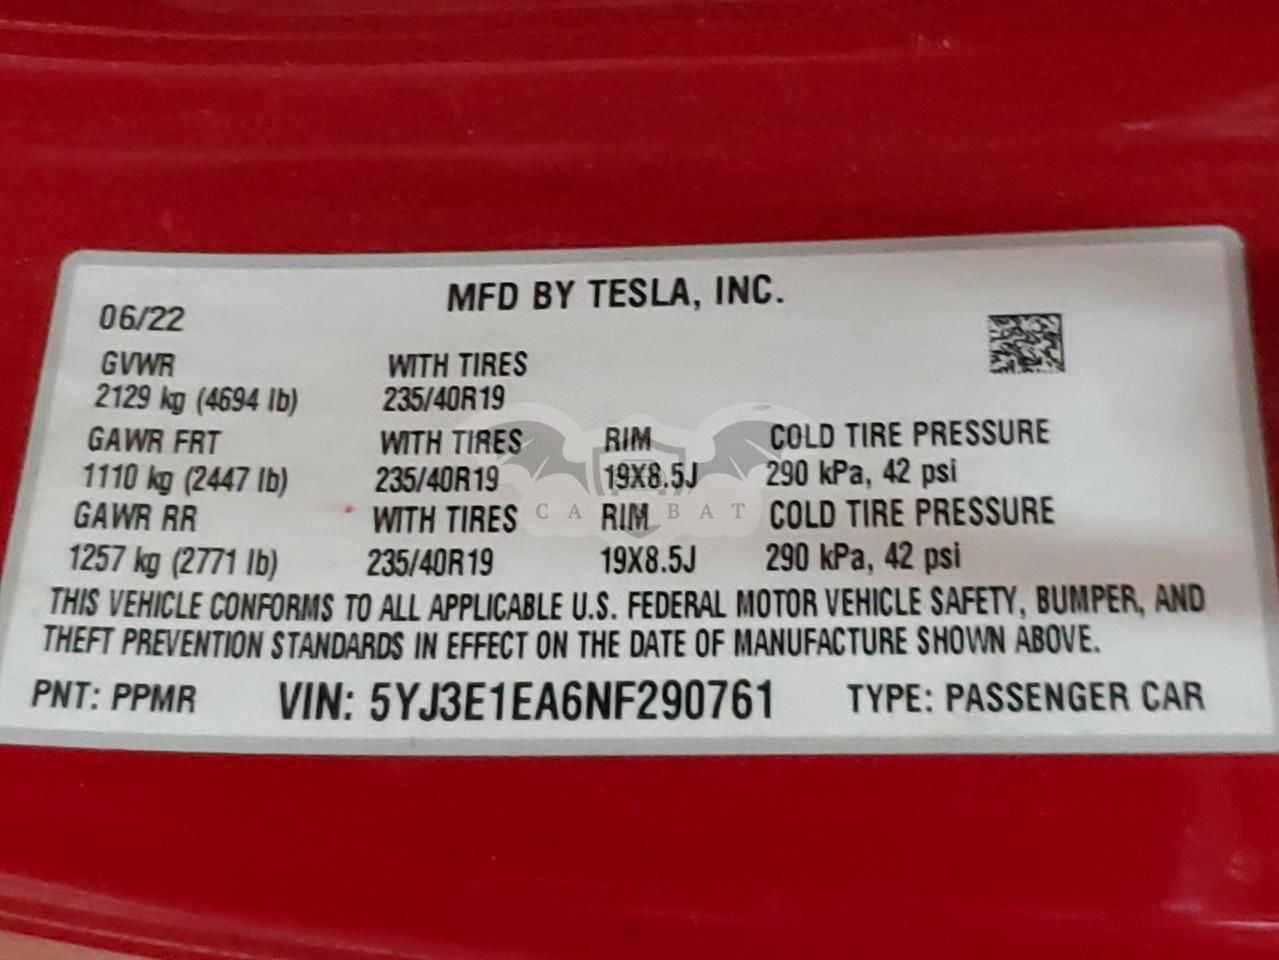 MFD BY TESLA, INC.
06/22
GVWR WITH TIRES
2129 kg (4694 lb) 235/40R19
GAWR FRT WITH TIRES RIM COLD TIRE PRESSURE
1110 kg (2447 lb) 235/40R19 19X8.5J 290 kPa, 42 psi
GAWR RR WITH TIRES RIM COLD TIRE PRESSURE
1257 kg (2771 lb) 235/40R19 19X8.5J 290 kPa, 42 psi
THIS VEHICLE CONFORMS TO ALL APPLICABLE U.S. FEDERAL MOTOR VEHICLE SAFETY, BUMPER, AND
THEFT PREVENTION STANDARDS IN EFFECT ON THE DATE OF MANUFACTURE SHOWN ABOVE.
PNT: PPMR VIN: 5YJ3E1EA6NF290761 TYPE: PASSENGER CAR